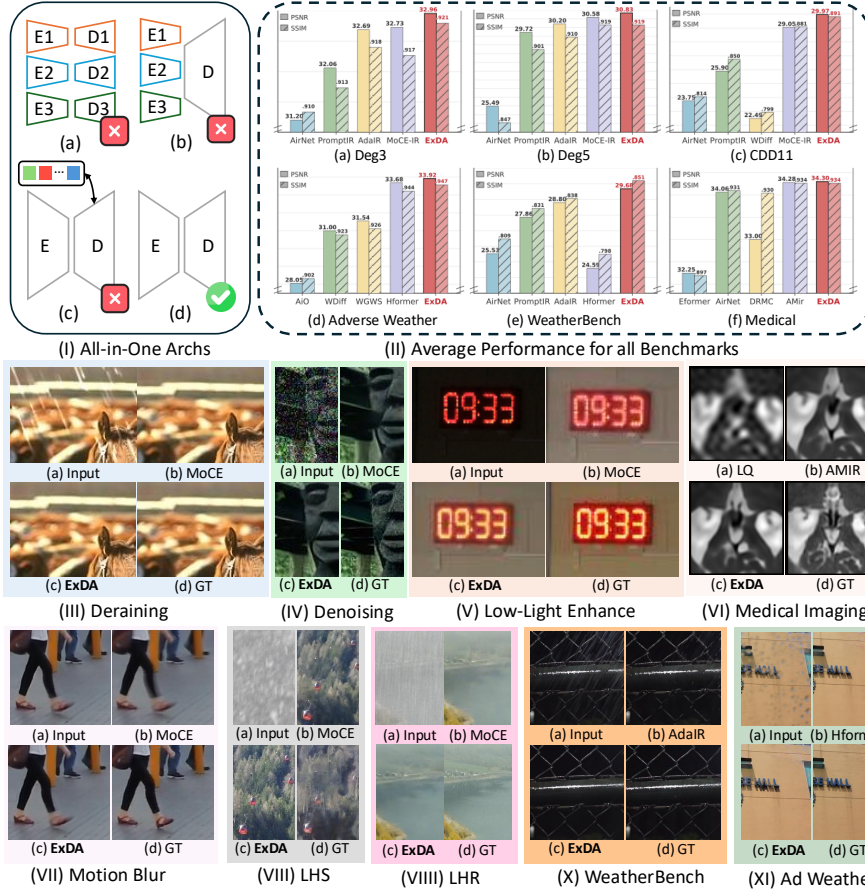 E1 D1
E2 D2
E3 D3
(a)
E1
E2
E3
D
(b)
E D
(c)
E D
(d)
(I) All-in-One Archs
PSNR
SSIM
31.20 .910 32.06 .913 32.69 .918 32.73 .917 32.96 .921
AirNet PromptIR AdaIR MoCE-IR ExDA
(a) Deg3
PSNR
SSIM
25.49 .847 29.72 .901 30.20 .910 30.58 .919 30.83 .919
AirNet PromptIR AdaIR MoCE-IR ExDA
(b) Deg5
PSNR
SSIM
23.75 .814 25.90 .850 22.49 .799 29.05 .881 29.97 .891
AirNet PromptIR WDiff MoCE-IR ExDA
(c) CDD11
PSNR
SSIM
28.05 .902 31.00 .923 31.54 .926 33.68 .944 33.92 .947
AiO WDiff WGWS Hformer ExDA
(d) Adverse Weather
PSNR
SSIM
25.53 .809 27.86 .831 28.80 .838 24.59 .798 29.68 .851
AirNet PromptIR AdaIR Hformer ExDA
(e) WeatherBench
PSNR
SSIM
32.25 .897 34.06 .931 33.00 .930 34.28 .934 34.30 .934
Eformer AirNet DRMC AMir ExDA
(f) Medical
(II) Average Performance for all Benchmarks
(a) Input (b) MoCE
(c) ExDA (d) GT
(III) Deraining
(a) Input (b) MoCE
(c) ExDA (d) GT
(IV) Denoising
09:33 09:33
(a) Input (b) MoCE
09:33 09:33
(c) ExDA (d) GT
(V) Low-Light Enhance
(a) LQ (b) AMIR
(c) ExDA (d) GT
(VI) Medical Imaging
(a) Input (b) MoCE
(c) ExDA (d) GT
(VII) Motion Blur
(a) Input (b) MoCE
(c) ExDA (d) GT
(VIII) LHS
(a) Input (b) MoCE
(c) ExDA (d) GT
(VIIII) LHR
(a) Input (b) AdaIR
(c) ExDA (d) GT
(X) WeatherBench
(a) Input (b) Hform
(c) ExDA (d) GT
(XI) Ad Weathe